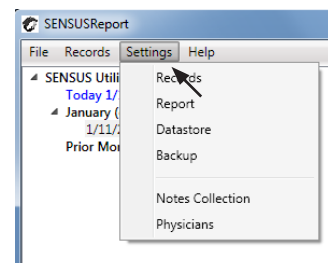 SENSUSReport
File Records Settings Help
SENSUS Utili
Records
Today 1/
Report
January (
1/11/2
Datastore
Prior Mo
Backup
Notes Collection
Physicians